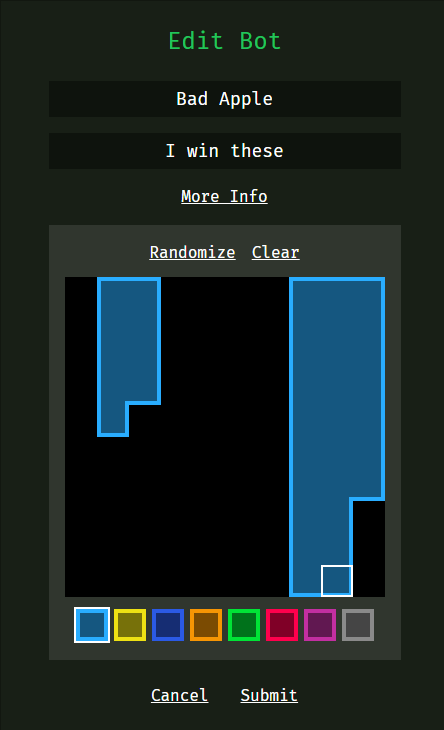 Edit Bot
Bad Apple
I win these
More Info
Randomize Clear
Cancel Submit